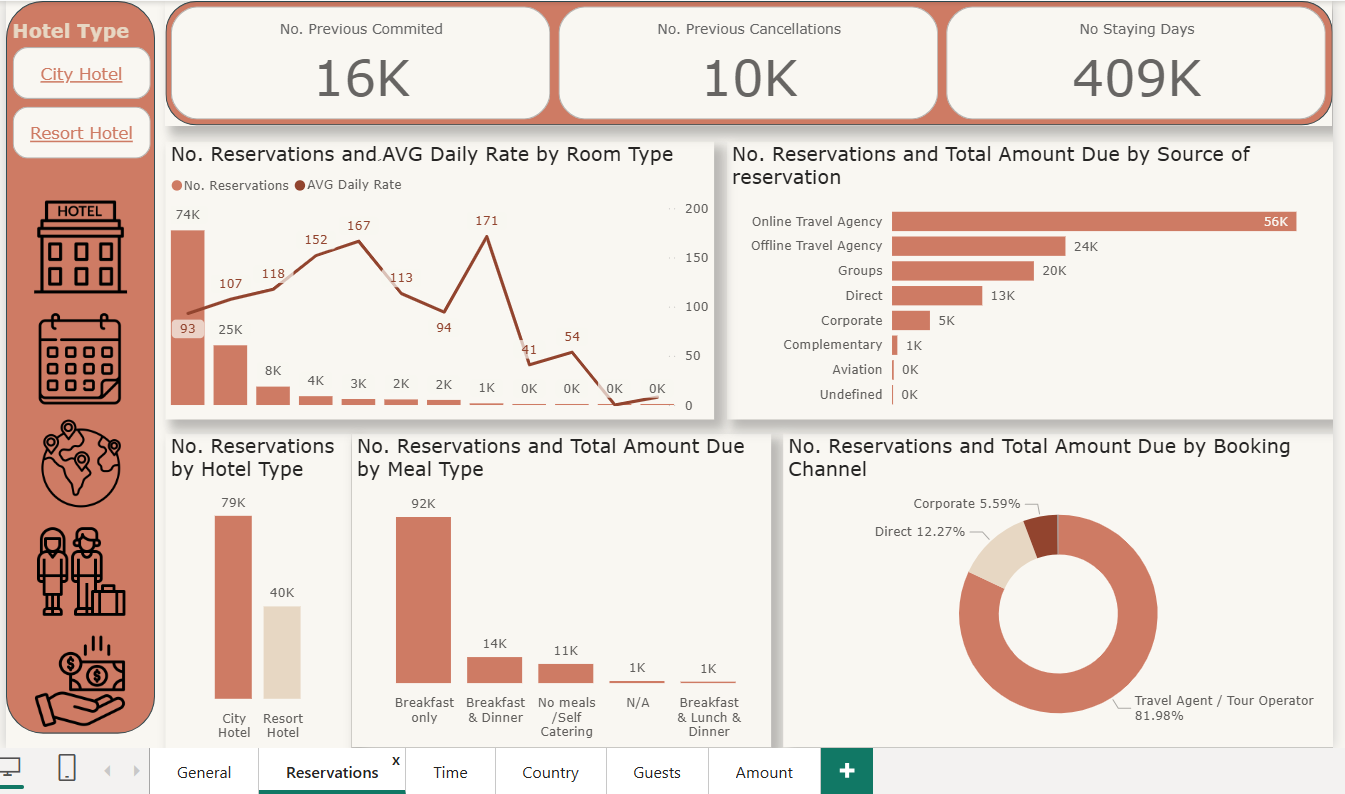 Hotel Type
City Hotel
Resort Hotel
HOTEL
$
$
No. Previous Commited
16K
No. Previous Cancellations
10K
No Staying Days
409K
No. Reservations and AVG Daily Rate by Room Type
No. Reservations AVG Daily Rate
74K
25K
8K
4K
3K
2K
2K
1K
0K
0K
0K
0K
93
107
118
152
167
113
94
171
41
54
200
150
100
50
0
No. Reservations and Total Amount Due by Source of
reservation
Online Travel Agency 56K
Offline Travel Agency 24K
Groups 20K
Direct 13K
Corporate 5K
Complementary 1K
Aviation 0K
Undefined 0K
No. Reservations
by Hotel Type
79K
40K
City
Hotel
Resort
Hotel
No. Reservations and Total Amount Due
by Meal Type
92K
14K
11K
1K
1K
Breakfast
only
Breakfast
& Dinner
No meals
/Self
Catering
N/A
Breakfast
& Lunch &
Dinner
No. Reservations and Total Amount Due by Booking
Channel
Corporate 5.59%
Direct 12.27%
Travel Agent / Tour Operator
81.98%
General
Reservations
x
Time
Country
Guests
Amount
+